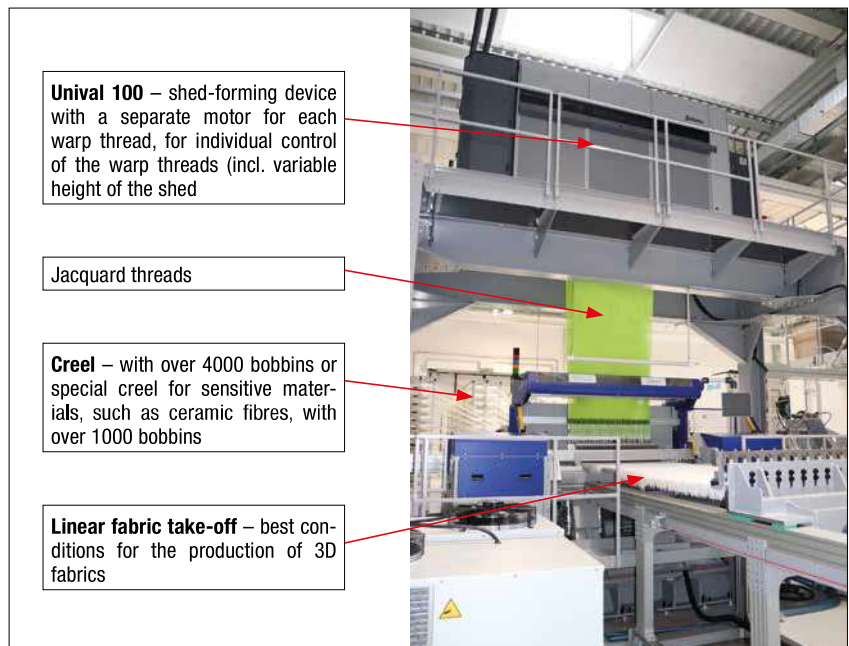 Unival 100 – shed-forming device
with a separate motor for each
warp thread, for individual control
of the warp threads (incl. variable
height of the shed
Jacquard threads
Creel – with over 4000 bobbins or
special creel for sensitive mater-
ials, such as ceramic fibres, with
over 1000 bobbins
Linear fabric take-off – best con-
ditions for the production of 3D
fabrics